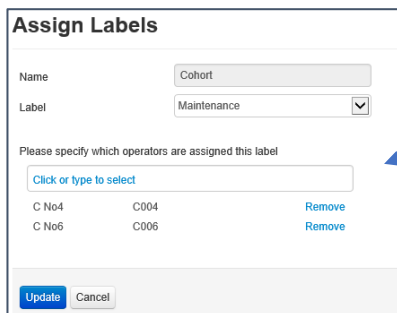 Assign Labels
Name Cohort
Label Maintenance
Please specify which operators are assigned this label
Click or type to select
C No4 C004 Remove
C No6 C006 Remove
Update Cancel